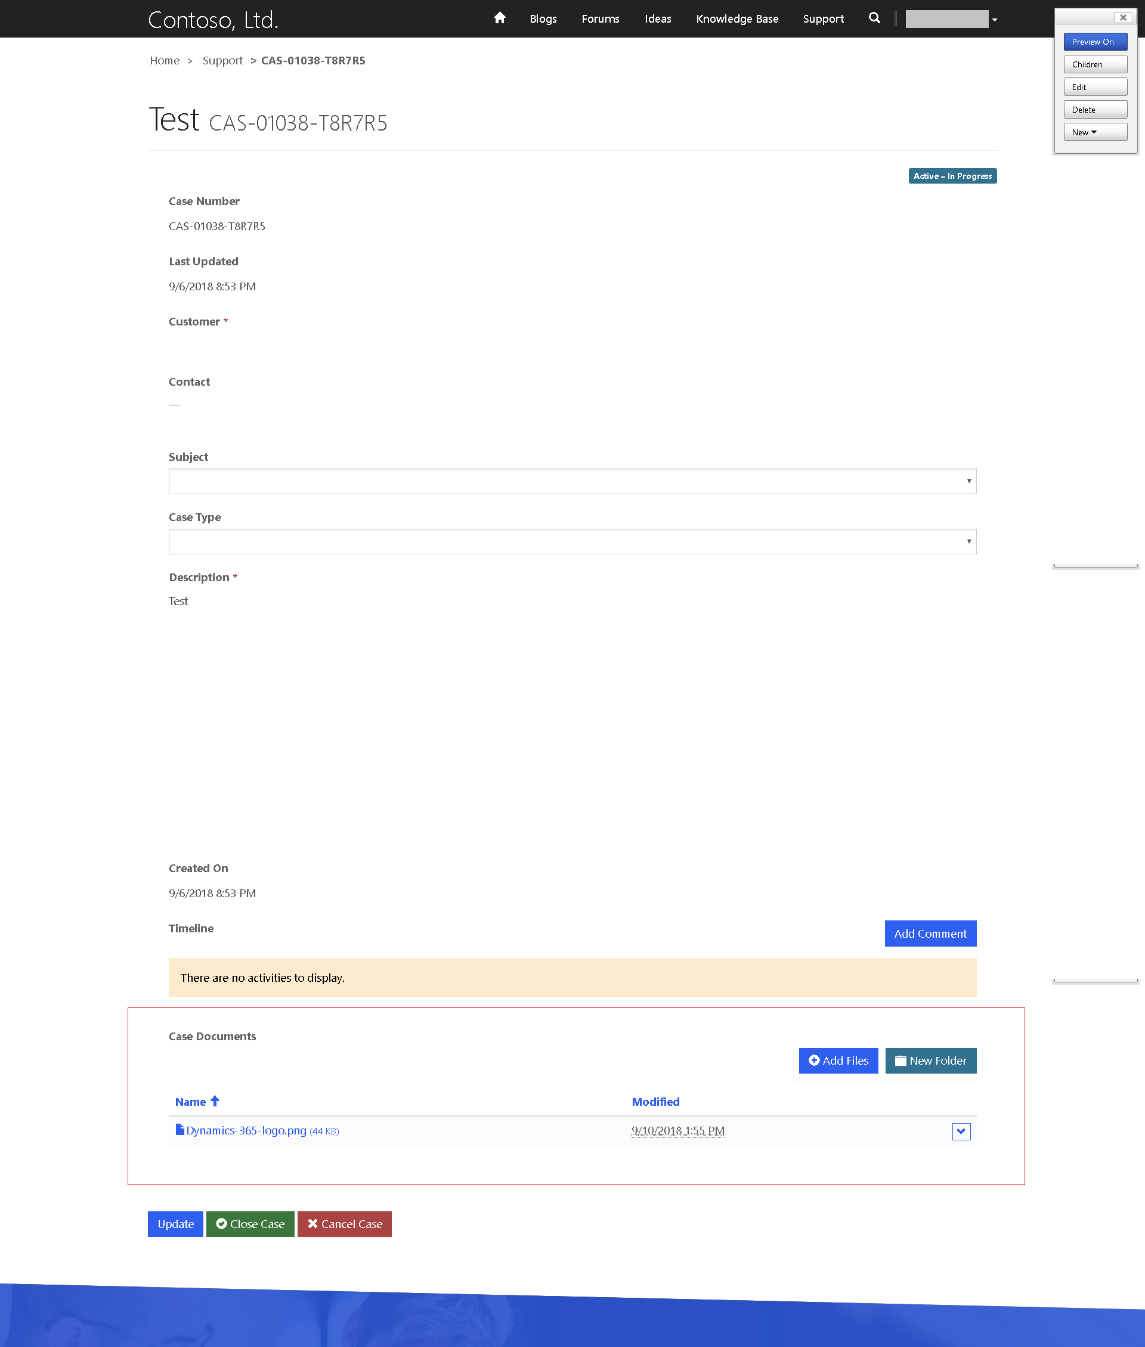 Contoso, Ltd.
Blogs Forums Ideas Knowledge Base Support
Preview On
Children
Edit
Delete
New
Home > Support > CAS-01038-T8R7R5
Test CAS-01038-T8R7R5
Active – In Progress
Case Number
CAS-01038-T8R7R5
Last Updated
9/6/2018 8:53 PM
Customer *
Contact
—
Subject
Case Type
Description *
Test
Created On
9/6/2018 8:53 PM
Timeline
Add Comment
There are no activities to display.
Case Documents
Add Files New Folder
Name Modified
Dynamics-365-logo.png (44 KB) 9/10/2018 1:55 PM
Update Close Case Cancel Case